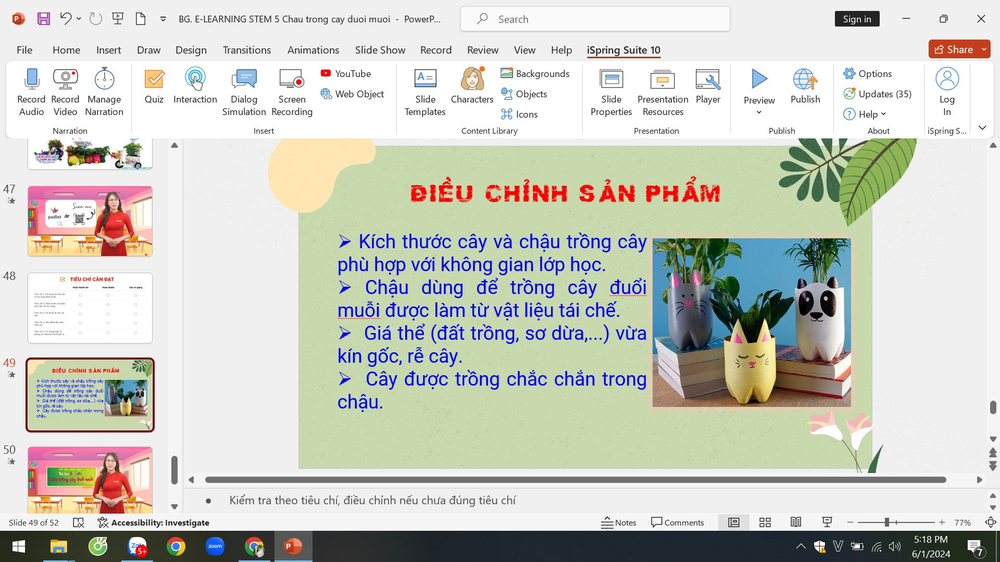 BG. E-LEARNING STEM 5 Chau trong cay duoi muoi - PowerP...
Search
Sign in
File Home Insert Draw Design Transitions Animations Slide Show Record Review View Help iSpring Suite 10
Share
Record Audio
Record Video
Manage Narration
Narration
Quiz
Interaction
Dialog Simulation
Screen Recording
YouTube
Web Object
Insert
Slide Templates
Characters
Backgrounds
Objects
Icons
Content Library
Slide Properties
Presentation Resources
Player
Presentation
Preview
Publish
Publish
Options
Updates (35)
Help
About
Log In
iSpring S...
47
padlet OR
Scan me
48
TIÊU CHÍ CẦN ĐẠT
49
ĐIỀU CHỈNH SẢN PHẨM
Kích thước cây và chậu trồng cây
phù hợp với không gian lớp học.
Chậu dùng để trồng cây đuổi
muỗi được làm từ vật liệu tái chế.
Giá thể (đất trồng, sơ dừa,...) vừa
kín gốc, rễ cây.
Cây được trồng chắc chắn trong
chậu.
50
Chậu trồng cây đuổi muỗi
ĐIỀU CHỈNH SẢN PHẨM
➢ Kích thước cây và chậu trồng cây
phù hợp với không gian lớp học.
➢ Chậu dùng để trồng cây đuổi
muỗi được làm từ vật liệu tái chế.
➢ Giá thể (đất trồng, sơ dừa,...) vừa
kín gốc, rễ cây.
➢ Cây được trồng chắc chắn trong
chậu.
• Kiểm tra theo tiêu chí, điều chỉnh nếu chưa đúng tiêu chí
Slide 49 of 52
Accessibility: Investigate
Notes
Comments
77%
Zalo
5+
zoom
5:18 PM
6/1/2024
7